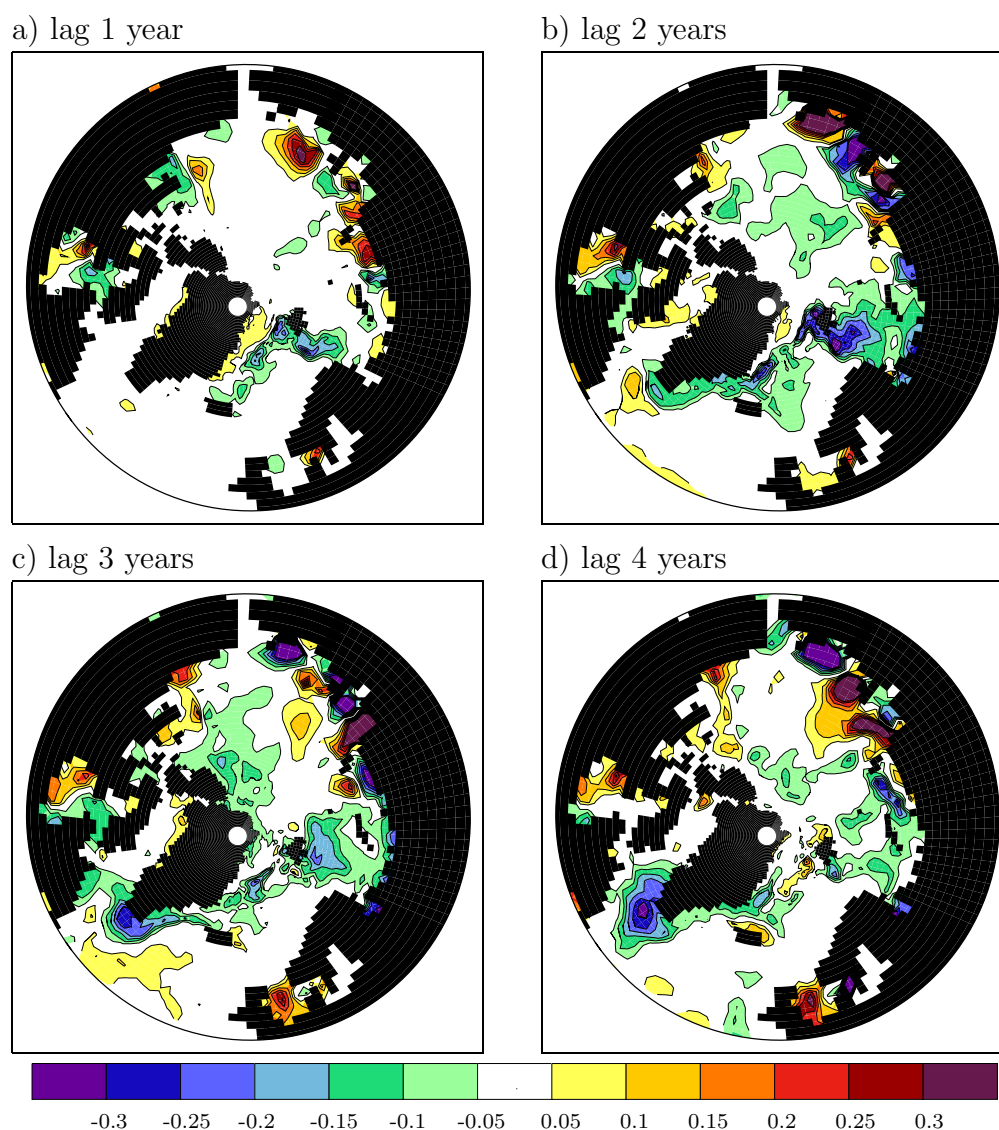 a) lag 1 year
b) lag 2 years
c) lag 3 years
d) lag 4 years
-0.3 -0.25 -0.2 -0.15 -0.1 -0.05 0.05 0.1 0.15 0.2 0.25 0.3